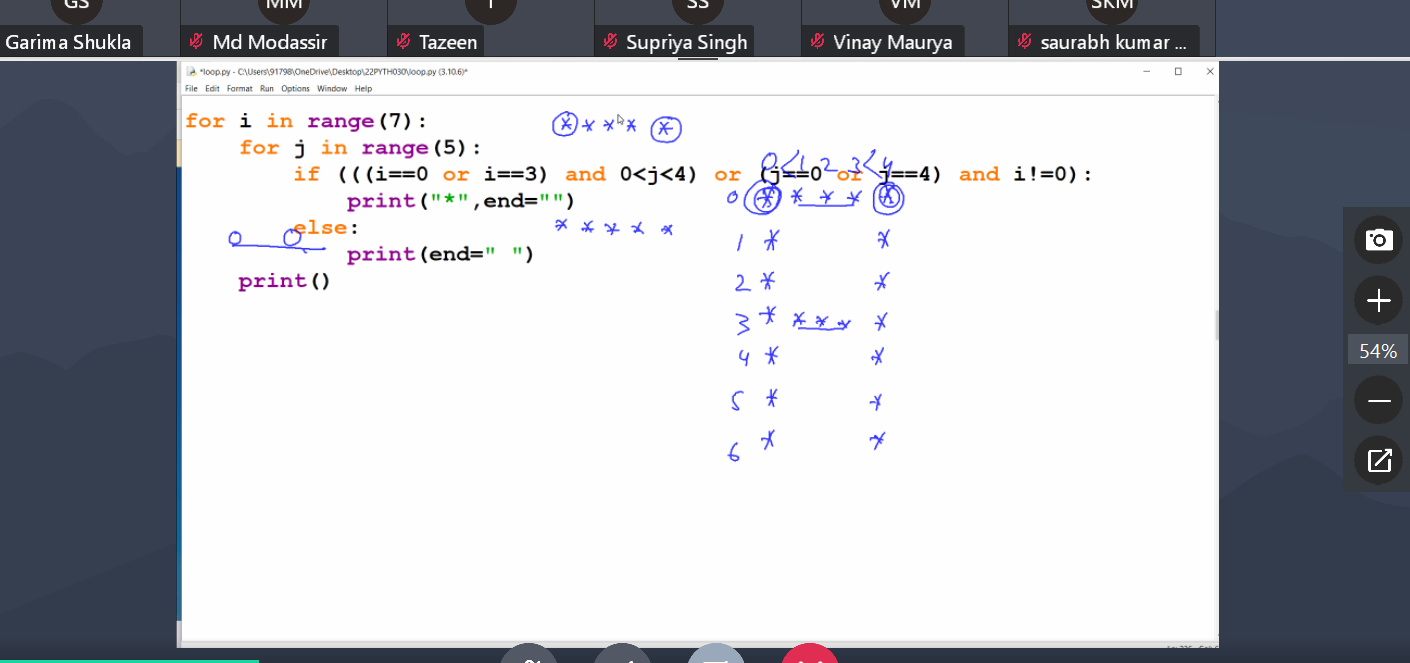 GS MM T SS VM SKM
Garima Shukla Md Modassir Tazeen Supriya Singh Vinay Maurya saurabh kumar ...
*loop.py - C:\Users\91798\OneDrive\Desktop\22PYTH030\loop.py (3.10.6)*
File Edit Format Run Options Window Help
for i in range(7):
* * * * *
for j in range(5):
0<1 2 3<4
if (((i==0 or i==3) and 0<j<4) or (j==0 or j==4) and i!=0):
print("*",end="")
0 * * * * *
else:
* * * * *
1 * *
print(end=" ")
print()
2 * *
3 * * * * *
4 * *
54%
5 * *
6 * *